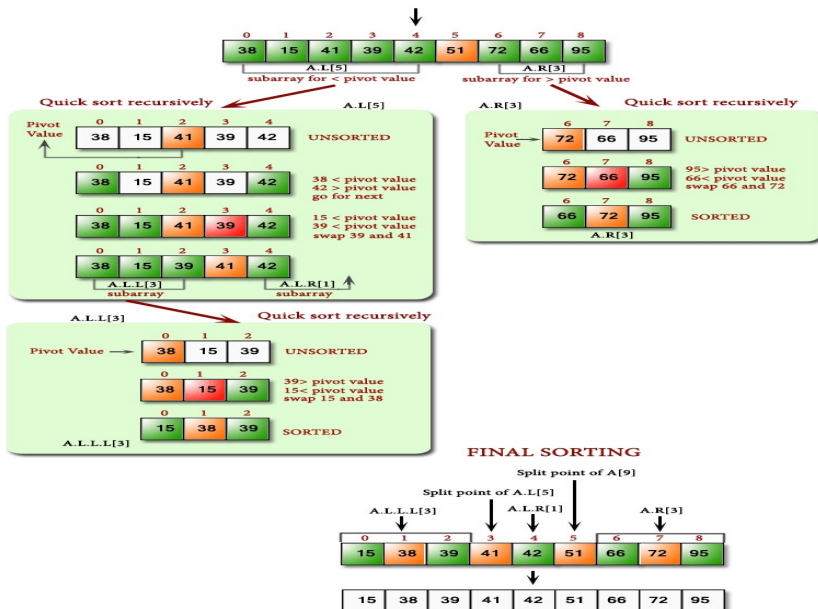 0 1 2 3 4 5 6 7 8
38 15 41 39 42 51 72 66 95
A.L[5] A.R[3]
subarray for < pivot value subarray for > pivot value
Quick sort recursively A.L[5]
Pivot Value
0 1 2 3 4
38 15 41 39 42 UNSORTED
0 1 2 3 4
38 15 41 39 42
38 < pivot value
42 > pivot value
go for next
0 1 2 3 4
38 15 41 39 42
15 < pivot value
39 < pivot value
swap 39 and 41
0 1 2 3 4
38 15 39 41 42
A.L.L[3] A.L.R[1]
subarray subarray
A.R[3] Quick sort recursively
6 7 8
Pivot Value
72 66 95 UNSORTED
6 7 8
72 66 95
95> pivot value
66< pivot value
swap 66 and 72
6 7 8
66 72 95 SORTED
A.R[3]
A.L.L[3] Quick sort recursively
0 1 2
Pivot Value 38 15 39 UNSORTED
0 1 2
38 15 39
39> pivot value
15< pivot value
swap 15 and 38
0 1 2
15 38 39 SORTED
A.L.L.L[3]
FINAL SORTING
Split point of A[9]
Split point of A.L[5]
A.L.L.L[3] A.L.R[1] A.R[3]
0 1 2 3 4 5 6 7 8
15 38 39 41 42 51 66 72 95
15 38 39 41 42 51 66 72 95